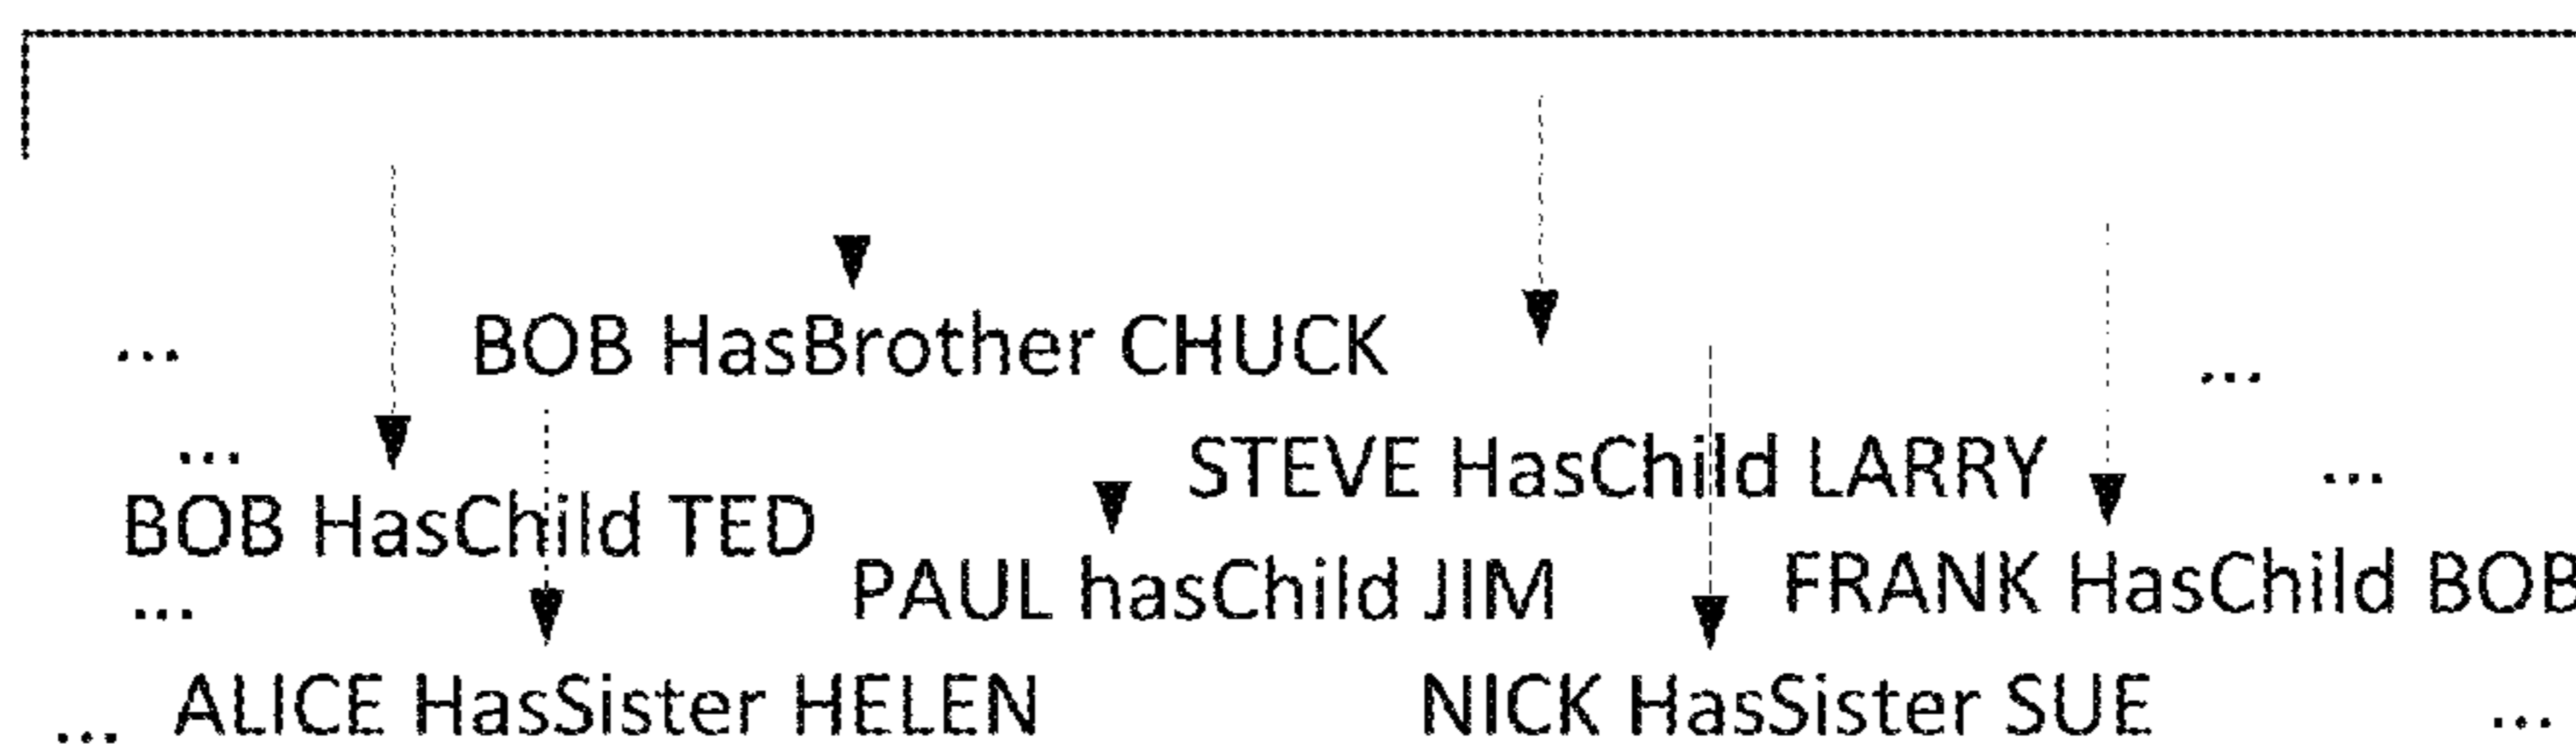 ... BOB HasBrother CHUCK ...
... STEVE HasChild LARRY ...
BOB HasChild TED
... PAUL hasChild JIM FRANK HasChild BOB
... ALICE HasSister HELEN NICK HasSister SUE ...